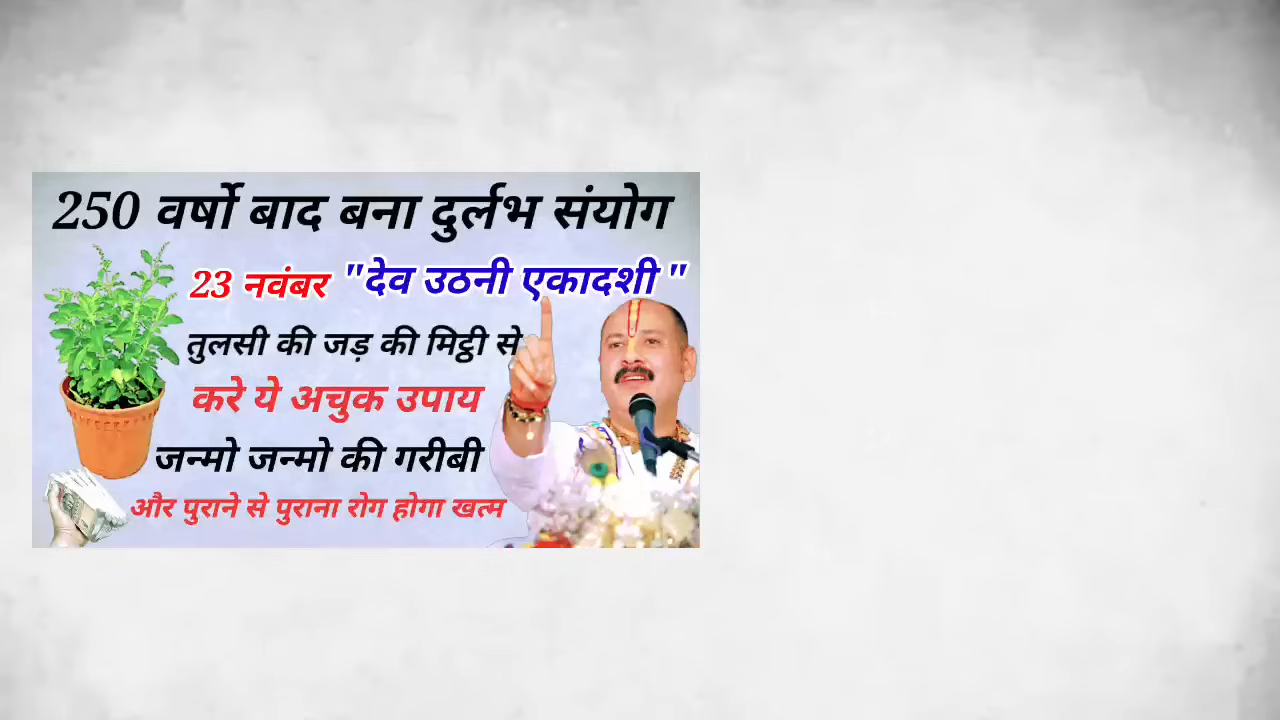 250 वर्षो बाद बना दुर्लभ संयोग
23 नवंबर "देव उठनी एकादशी"
तुलसी की जड़ की मिट्टी से
करे ये अचुक उपाय
जन्मो जन्मो की गरीबी
और पुराने से पुराना रोग होगा खत्म